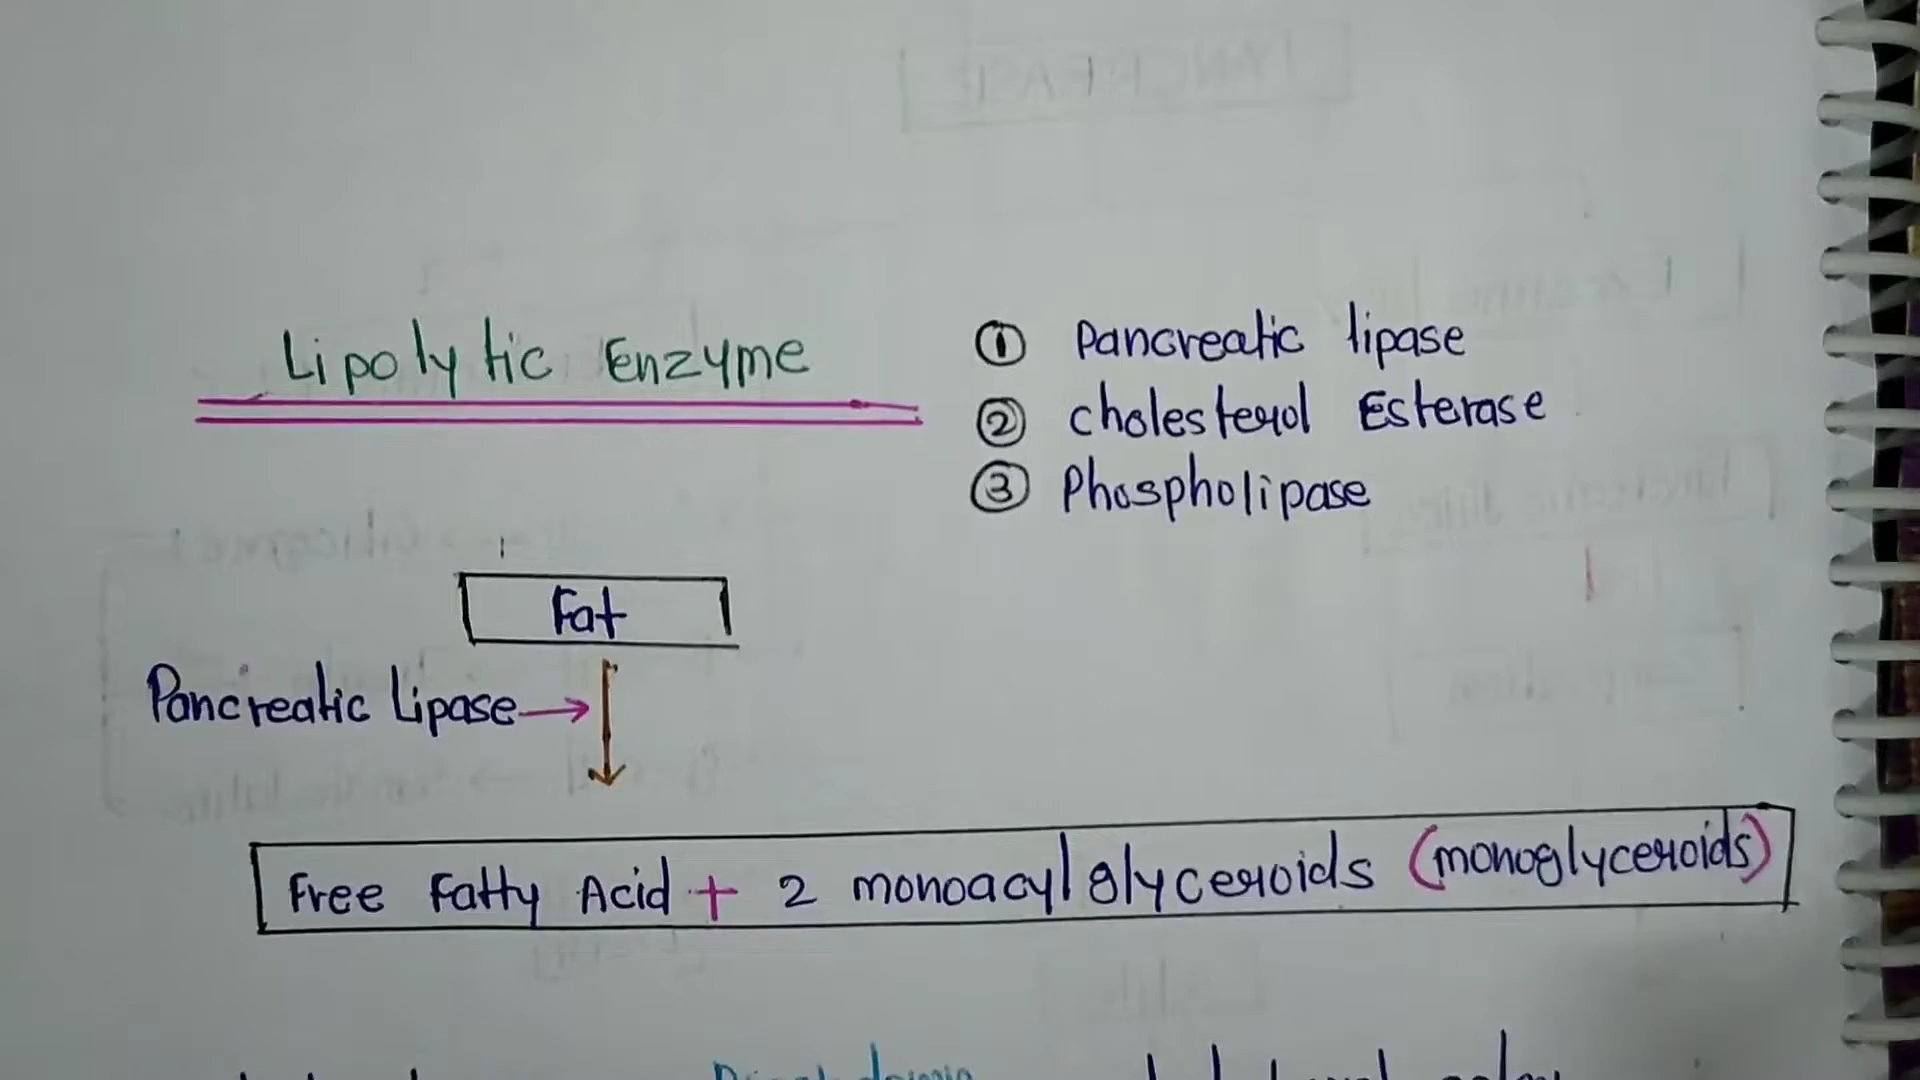 Lipolytic Enzyme
① Pancreatic lipase
② cholesterol Esterase
③ Phospholipase
Fat
Pancreatic Lipase →
Free Fatty Acid + 2 monoacylglyceroids (monoglyceroids)